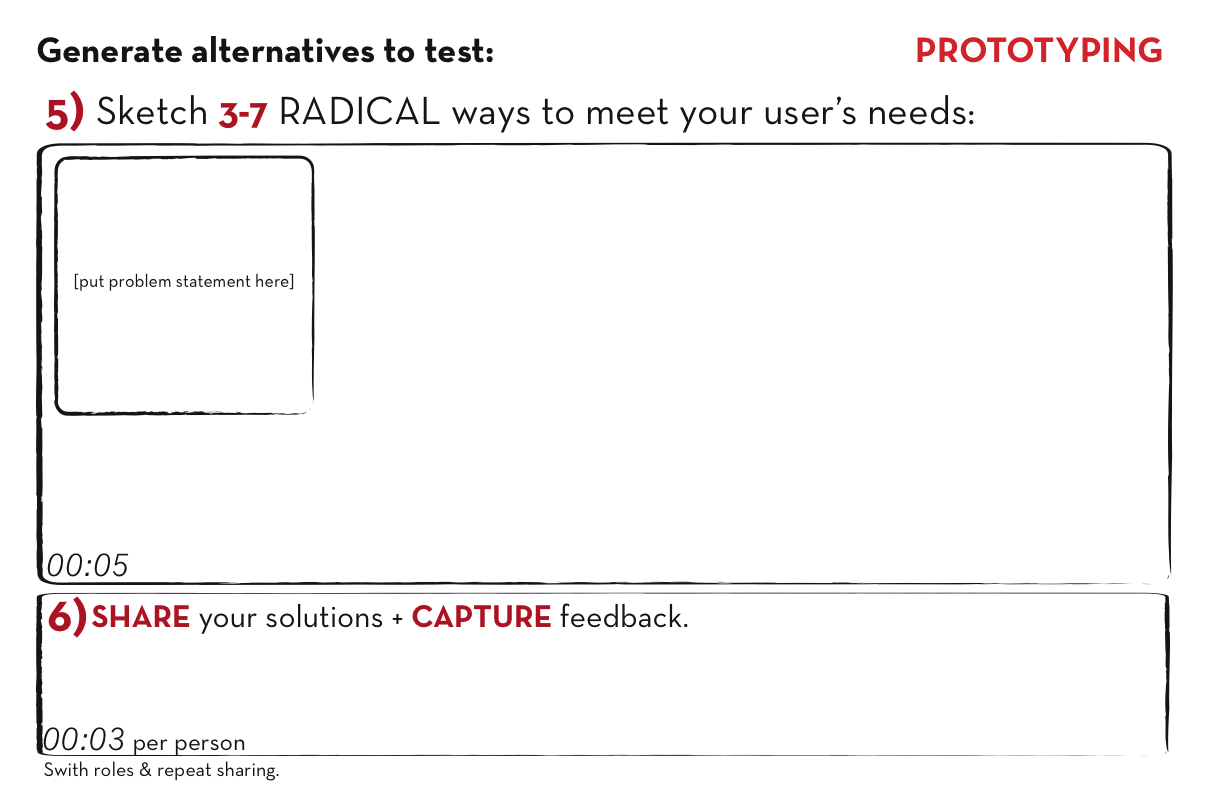 Generate alternatives to test:
PROTOTYPING
5) Sketch 3-7 RADICAL ways to meet your user’s needs:
[put problem statement here]
00:05
6) SHARE your solutions + CAPTURE feedback.
00:03 per person
Swith roles & repeat sharing.